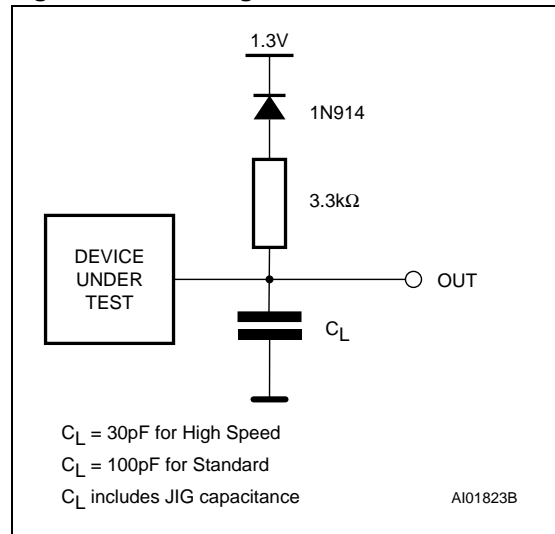 1.3V
1N914
3.3kΩ
DEVICE
UNDER
TEST
OUT
CL
CL = 30pF for High Speed
CL = 100pF for Standard
CL includes JIG capacitance
AI01823B